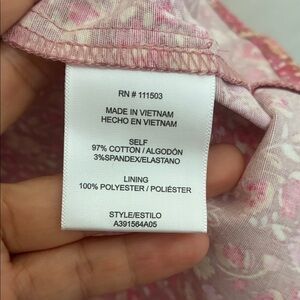 RN # 111503
MADE IN VIETNAM
HECHO EN VIETNAM
SELF
97% COTTON / ALGODÓN
3%SPANDEX/ELASTANO
LINING
100% POLYESTER / POLIÉSTER
STYLE/ESTILO
A391564A05